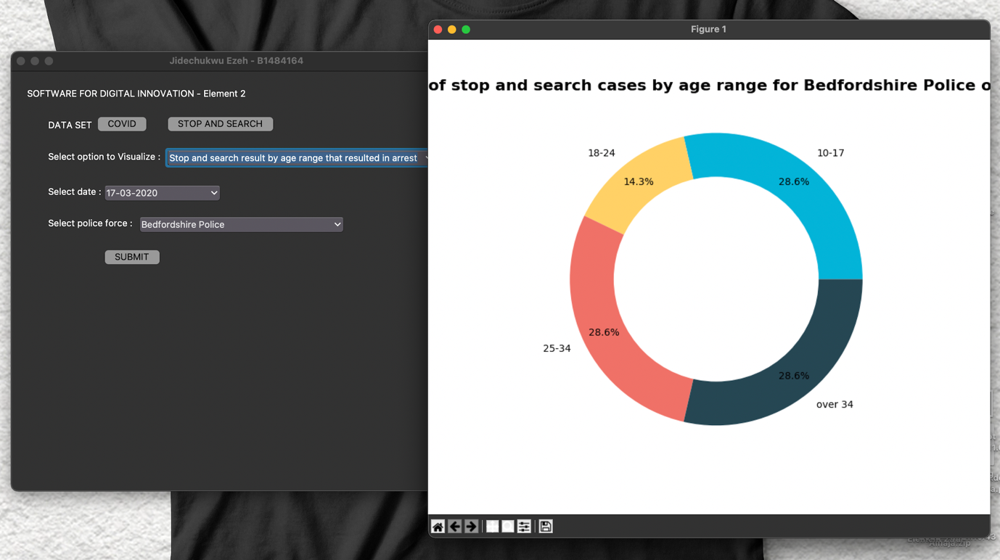 Jidechukwu Ezeh - B1484164
SOFTWARE FOR DIGITAL INNOVATION - Element 2
DATA SET COVID STOP AND SEARCH
Select option to Visualize : Stop and search result by age range that resulted in arrest
Select date : 17-03-2020
Select police force : Bedfordshire Police
SUBMIT
Figure 1
of stop and search cases by age range for Bedfordshire Police
18-24
10-17
14.3%
28.6%
28.6%
25-34
28.6%
over 34